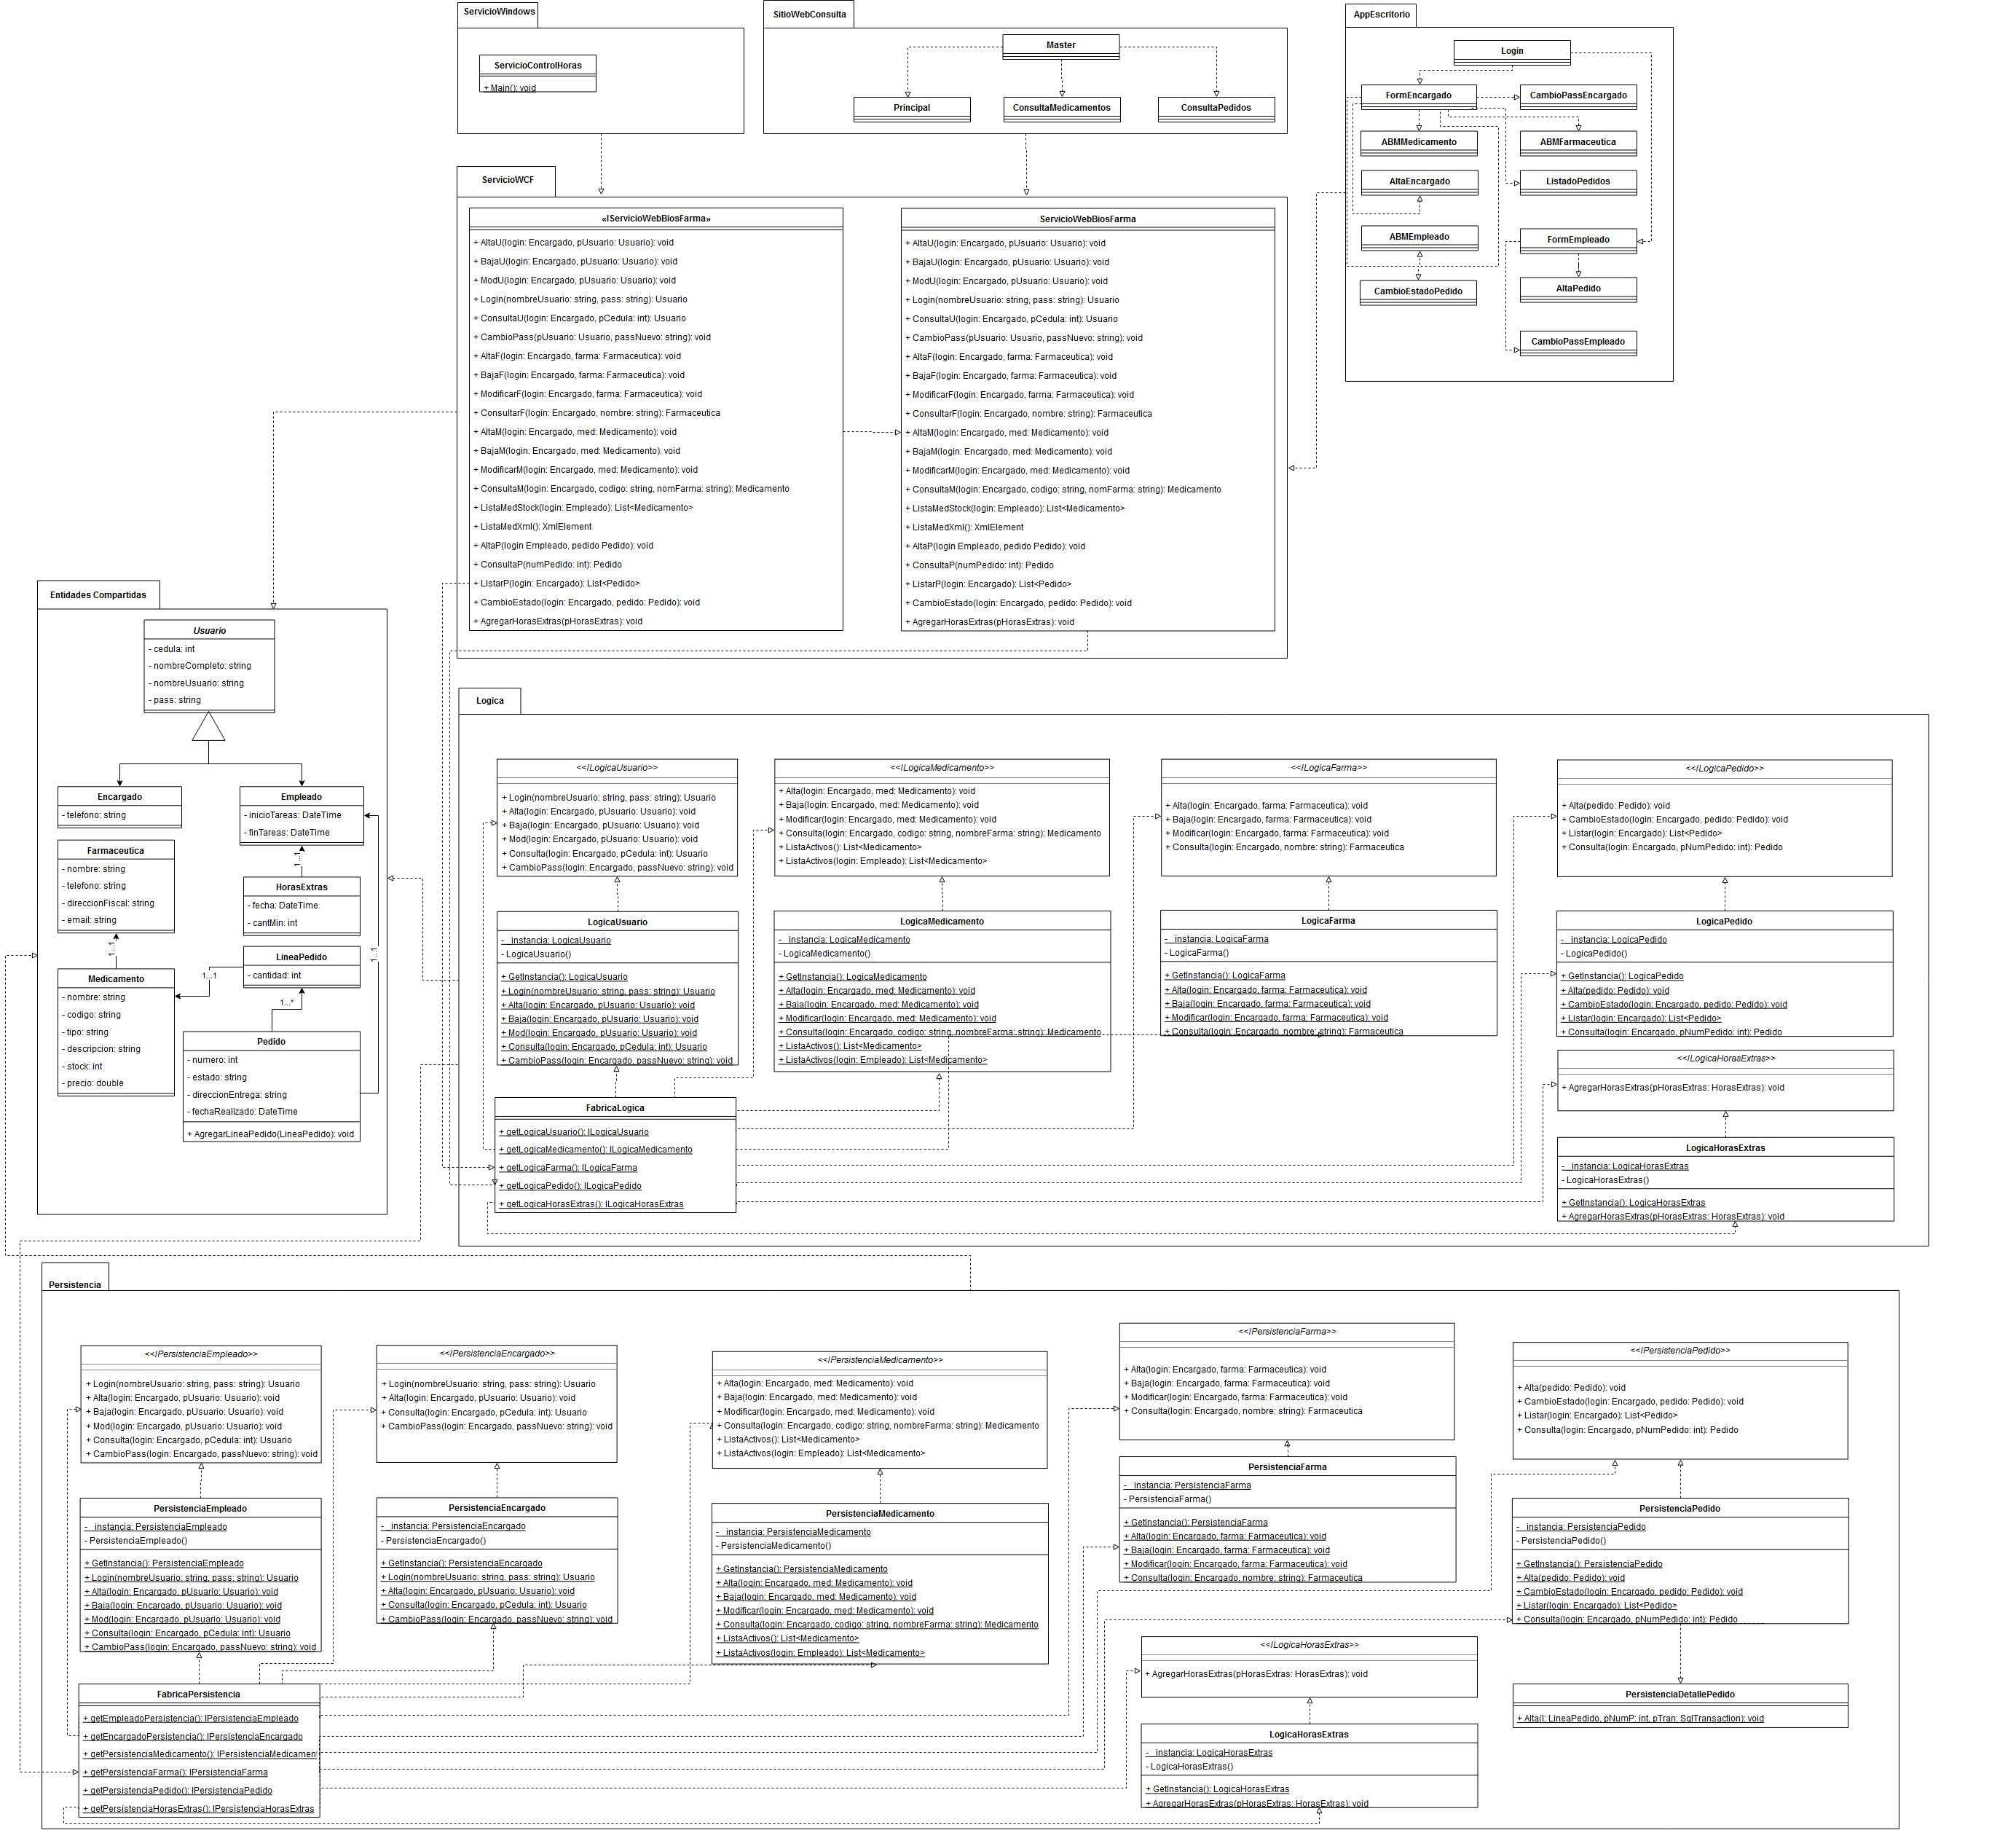 ServicioWindows
ServicioControlHoras
+ Main(): void
SitioWebConsulta
Master
Principal
ConsultaMedicamentos
ConsultaPedidos
AppEscritorio
Login
FormEncargado
CambioPassEncargado
ABMMedicamento
ABMFarmaceutica
AltaEncargado
ListadoPedidos
ABMEmpleado
FormEmpleado
CambioEstadoPedido
AltaPedido
CambioPassEmpleado
ServicioWCF
«IServicioWebBiosFarma»
+ AltaU(login: Encargado, pUsuario: Usuario): void
+ BajaU(login: Encargado, pUsuario: Usuario): void
+ ModU(login: Encargado, pUsuario: Usuario): void
+ Login(nombreUsuario: string, pass: string): Usuario
+ ConsultaU(login: Encargado, pCedula: int): Usuario
+ CambioPass(pUsuario: Usuario, passNuevo: string): void
+ AltaF(login: Encargado, farma: Farmaceutica): void
+ BajaF(login: Encargado, farma: Farmaceutica): void
+ ModificarF(login: Encargado, farma: Farmaceutica): void
+ ConsultarF(login: Encargado, nombre: string): Farmaceutica
+ AltaM(login: Encargado, med: Medicamento): void
+ BajaM(login: Encargado, med: Medicamento): void
+ ModificarM(login: Encargado, med: Medicamento): void
+ ConsultaM(login: Encargado, codigo: string, nomFarma: string): Medicamento
+ ListaMedStock(login: Empleado): List<Medicamento>
+ ListaMedXml(): XmlElement
+ AltaP(login Empleado, pedido Pedido): void
+ ConsultaP(numPedido: int): Pedido
+ ListarP(login: Encargado): List<Pedido>
+ CambioEstado(login: Encargado, pedido: Pedido): void
+ AgregarHorasExtras(pHorasExtras): void
ServicioWebBiosFarma
+ AltaU(login: Encargado, pUsuario: Usuario): void
+ BajaU(login: Encargado, pUsuario: Usuario): void
+ ModU(login: Encargado, pUsuario: Usuario): void
+ Login(nombreUsuario: string, pass: string): Usuario
+ ConsultaU(login: Encargado, pCedula: int): Usuario
+ CambioPass(pUsuario: Usuario, passNuevo: string): void
+ AltaF(login: Encargado, farma: Farmaceutica): void
+ BajaF(login: Encargado, farma: Farmaceutica): void
+ ModificarF(login: Encargado, farma: Farmaceutica): void
+ ConsultarF(login: Encargado, nombre: string): Farmaceutica
+ AltaM(login: Encargado, med: Medicamento): void
+ BajaM(login: Encargado, med: Medicamento): void
+ ModificarM(login: Encargado, med: Medicamento): void
+ ConsultaM(login: Encargado, codigo: string, nomFarma: string): Medicamento
+ ListaMedStock(login: Empleado): List<Medicamento>
+ ListaMedXml(): XmlElement
+ AltaP(login Empleado, pedido Pedido): void
+ ConsultaP(numPedido: int): Pedido
+ ListarP(login: Encargado): List<Pedido>
+ CambioEstado(login: Encargado, pedido: Pedido): void
+ AgregarHorasExtras(pHorasExtras): void
Entidades Compartidas
Usuario
- cedula: int
- nombreCompleto: string
- nombreUsuario: string
- pass: string
Encargado
- telefono: string
Empleado
- inicioTareas: DateTime
- finTareas: DateTime
Farmaceutica
- nombre: string
- telefono: string
- direccionFiscal: string
- email: string
1...1
HorasExtras
- fecha: DateTime
- cantMin: int
1...1
1...1
LineaPedido
- cantidad: int
1...1
Medicamento
- nombre: string
- codigo: string
- tipo: string
- descripcion: string
- stock: int
- precio: double
1...*
Pedido
- numero: int
- estado: string
- direccionEntrega: string
- fechaRealizado: DateTime
+ AgregarLineaPedido(LineaPedido): void
Logica
<<ILogicaUsuario>>
+ Login(nombreUsuario: string, pass: string): Usuario
+ Alta(login: Encargado, pUsuario: Usuario): void
+ Baja(login: Encargado, pUsuario: Usuario): void
+ Mod(login: Encargado, pUsuario: Usuario): void
+ Consulta(login: Encargado, pCedula: int): Usuario
+ CambioPass(login: Encargado, passNuevo: string): void
<<ILogicaMedicamento>>
+ Alta(login: Encargado, med: Medicamento): void
+ Baja(login: Encargado, med: Medicamento): void
+ Modificar(login: Encargado, med: Medicamento): void
+ Consulta(login: Encargado, codigo: string, nombreFarma: string): Medicamento
+ ListaActivos(): List<Medicamento>
+ ListaActivos(login: Empleado): List<Medicamento>
<<ILogicaFarma>>
+ Alta(login: Encargado, farma: Farmaceutica): void
+ Baja(login: Encargado, farma: Farmaceutica): void
+ Modificar(login: Encargado, farma: Farmaceutica): void
+ Consulta(login: Encargado, nombre: string): Farmaceutica
<<ILogicaPedido>>
+ Alta(pedido: Pedido): void
+ CambioEstado(login: Encargado, pedido: Pedido): void
+ Listar(login: Encargado): List<Pedido>
+ Consulta(login: Encargado, pNumPedido: int): Pedido
LogicaUsuario
- _instancia: LogicaUsuario
- LogicaUsuario()
+ GetInstancia(): LogicaUsuario
+ Login(nombreUsuario: string, pass: string): Usuario
+ Alta(login: Encargado, pUsuario: Usuario): void
+ Baja(login: Encargado, pUsuario: Usuario): void
+ Mod(login: Encargado, pUsuario: Usuario): void
+ Consulta(login: Encargado, pCedula: int): Usuario
+ CambioPass(login: Encargado, passNuevo: string): void
LogicaMedicamento
- _instancia: LogicaMedicamento
- LogicaMedicamento()
+ GetInstancia(): LogicaMedicamento
+ Alta(login: Encargado, med: Medicamento): void
+ Baja(login: Encargado, med: Medicamento): void
+ Modificar(login: Encargado, med: Medicamento): void
+ Consulta(login: Encargado, codigo: string, nombreFarma: string): Medicamento
+ ListaActivos(): List<Medicamento>
+ ListaActivos(login: Empleado): List<Medicamento>
LogicaFarma
- _instancia: LogicaFarma
- LogicaFarma()
+ GetInstancia(): LogicaFarma
+ Alta(login: Encargado, farma: Farmaceutica): void
+ Baja(login: Encargado, farma: Farmaceutica): void
+ Modificar(login: Encargado, farma: Farmaceutica): void
+ Consulta(login: Encargado, nombre: string): Farmaceutica
LogicaPedido
- _instancia: LogicaPedido
- LogicaPedido()
+ GetInstancia(): LogicaPedido
+ Alta(pedido: Pedido): void
+ CambioEstado(login: Encargado, pedido: Pedido): void
+ Listar(login: Encargado): List<Pedido>
+ Consulta(login: Encargado, pNumPedido: int): Pedido
<<ILogicaHorasExtras>>
+ AgregarHorasExtras(pHorasExtras: HorasExtras): void
FabricaLogica
+ getLogicaUsuario(): ILogicaUsuario
+ getLogicaMedicamento(): ILogicaMedicamento
+ getLogicaFarma(): ILogicaFarma
+ getLogicaPedido(): ILogicaPedido
+ getLogicaHorasExtras(): ILogicaHorasExtras
LogicaHorasExtras
- _instancia: LogicaHorasExtras
- LogicaHorasExtras()
+ GetInstancia(): LogicaHorasExtras
+ AgregarHorasExtras(pHorasExtras: HorasExtras): void
Persistencia
<<IPersistenciaEmpleado>>
+ Login(nombreUsuario: string, pass: string): Usuario
+ Alta(login: Encargado, pUsuario: Usuario): void
+ Baja(login: Encargado, pUsuario: Usuario): void
+ Mod(login: Encargado, pUsuario: Usuario): void
+ Consulta(login: Encargado, pCedula: int): Usuario
+ CambioPass(login: Encargado, passNuevo: string): void
<<IPersistenciaEncargado>>
+ Login(nombreUsuario: string, pass: string): Usuario
+ Alta(login: Encargado, pUsuario: Usuario): void
+ Consulta(login: Encargado, pCedula: int): Usuario
+ CambioPass(login: Encargado, passNuevo: string): void
<<IPersistenciaMedicamento>>
+ Alta(login: Encargado, med: Medicamento): void
+ Baja(login: Encargado, med: Medicamento): void
+ Modificar(login: Encargado, med: Medicamento): void
+ Consulta(login: Encargado, codigo: string, nombreFarma: string): Medicamento
+ ListaActivos(): List<Medicamento>
+ ListaActivos(login: Empleado): List<Medicamento>
<<IPersistenciaFarma>>
+ Alta(login: Encargado, farma: Farmaceutica): void
+ Baja(login: Encargado, farma: Farmaceutica): void
+ Modificar(login: Encargado, farma: Farmaceutica): void
+ Consulta(login: Encargado, nombre: string): Farmaceutica
<<IPersistenciaPedido>>
+ Alta(pedido: Pedido): void
+ CambioEstado(login: Encargado, pedido: Pedido): void
+ Listar(login: Encargado): List<Pedido>
+ Consulta(login: Encargado, pNumPedido: int): Pedido
PersistenciaEmpleado
- _instancia: PersistenciaEmpleado
- PersistenciaEmpleado()
+ GetInstancia(): PersistenciaEmpleado
+ Login(nombreUsuario: string, pass: string): Usuario
+ Alta(login: Encargado, pUsuario: Usuario): void
+ Baja(login: Encargado, pUsuario: Usuario): void
+ Mod(login: Encargado, pUsuario: Usuario): void
+ Consulta(login: Encargado, pCedula: int): Usuario
+ CambioPass(login: Encargado, passNuevo: string): void
PersistenciaEncargado
- _instancia: PersistenciaEncargado
- PersistenciaEncargado()
+ GetInstancia(): PersistenciaEncargado
+ Login(nombreUsuario: string, pass: string): Usuario
+ Alta(login: Encargado, pUsuario: Usuario): void
+ Consulta(login: Encargado, pCedula: int): Usuario
+ CambioPass(login: Encargado, passNuevo: string): void
PersistenciaMedicamento
- _instancia: PersistenciaMedicamento
- PersistenciaMedicamento()
+ GetInstancia(): PersistenciaMedicamento
+ Alta(login: Encargado, med: Medicamento): void
+ Baja(login: Encargado, med: Medicamento): void
+ Modificar(login: Encargado, med: Medicamento): void
+ Consulta(login: Encargado, codigo: string, nombreFarma: string): Medicamento
+ ListaActivos(): List<Medicamento>
+ ListaActivos(login: Empleado): List<Medicamento>
PersistenciaFarma
- _instancia: PersistenciaFarma
- PersistenciaFarma()
+ GetInstancia(): PersistenciaFarma
+ Alta(login: Encargado, farma: Farmaceutica): void
+ Baja(login: Encargado, farma: Farmaceutica): void
+ Modificar(login: Encargado, farma: Farmaceutica): void
+ Consulta(login: Encargado, nombre: string): Farmaceutica
PersistenciaPedido
- _instancia: PersistenciaPedido
- PersistenciaPedido()
+ GetInstancia(): PersistenciaPedido
+ Alta(pedido: Pedido): void
+ CambioEstado(login: Encargado, pedido: Pedido): void
+ Listar(login: Encargado): List<Pedido>
+ Consulta(login: Encargado, pNumPedido: int): Pedido
<<ILogicaHorasExtras>>
+ AgregarHorasExtras(pHorasExtras: HorasExtras): void
FabricaPersistencia
+ getEmpleadoPersistencia(): IPersistenciaEmpleado
+ getEncargadoPersistencia(): IPersistenciaEncargado
+ getPersistenciaMedicamento(): IPersistenciaMedicamen
+ getPersistenciaFarma(): IPersistenciaFarma
+ getPersistenciaPedido(): IPersistenciaPedido
+ getPersistenciaHorasExtras(): IPersistenciaHorasExtras
LogicaHorasExtras
- _instancia: LogicaHorasExtras
- LogicaHorasExtras()
+ GetInstancia(): LogicaHorasExtras
+ AgregarHorasExtras(pHorasExtras: HorasExtras): void
PersistenciaDetallePedido
+ Alta(l: LineaPedido, pNumP: int, pTran: SqlTransaction): void